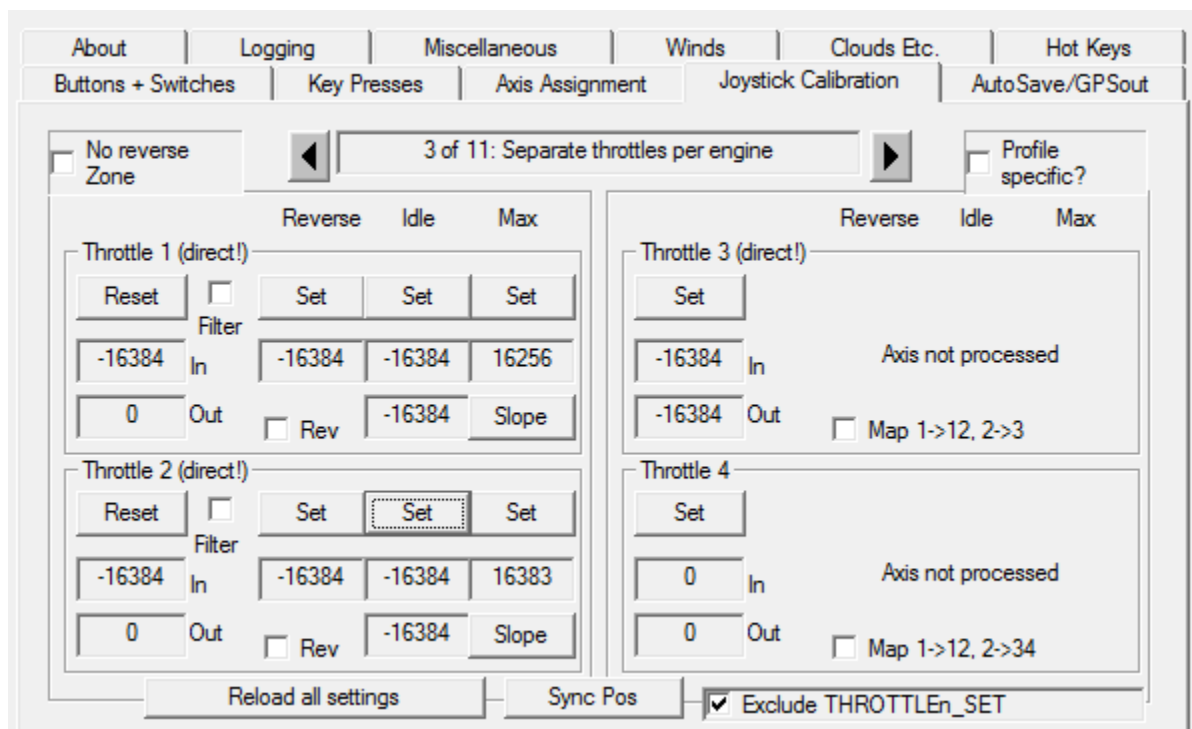 About Logging Miscellaneous Winds Clouds Etc. Hot Keys
Buttons + Switches Key Presses Axis Assignment Joystick Calibration AutoSave/GPSout
No reverse
Zone
3 of 11: Separate throttles per engine
Profile
specific?
Reverse Idle Max
Throttle 1 (direct!)
Reset Set Set Set
Filter
-16384 In -16384 -16384 16256
0 Out Rev -16384 Slope
Throttle 2 (direct!)
Reset Set Set Set
Filter
-16384 In -16384 -16384 16383
0 Out Rev -16384 Slope
Reverse Idle Max
Throttle 3 (direct!)
Set
-16384 In Axis not processed
-16384 Out Map 1->12, 2->3
Throttle 4
Set
0 In Axis not processed
0 Out Map 1->12, 2->34
Reload all settings Sync Pos Exclude THROTTLEn_SET